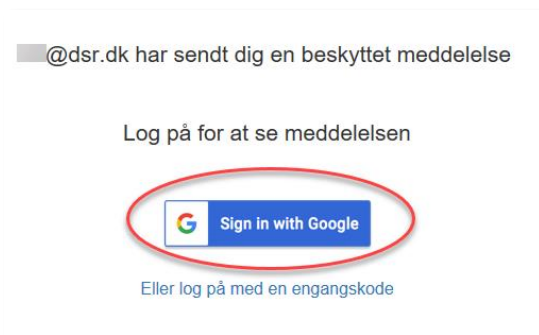 @dsr.dk har sendt dig en beskyttet meddelelse
Log på for at se meddelelsen
Sign in with Google
Eller log på med en engangskode